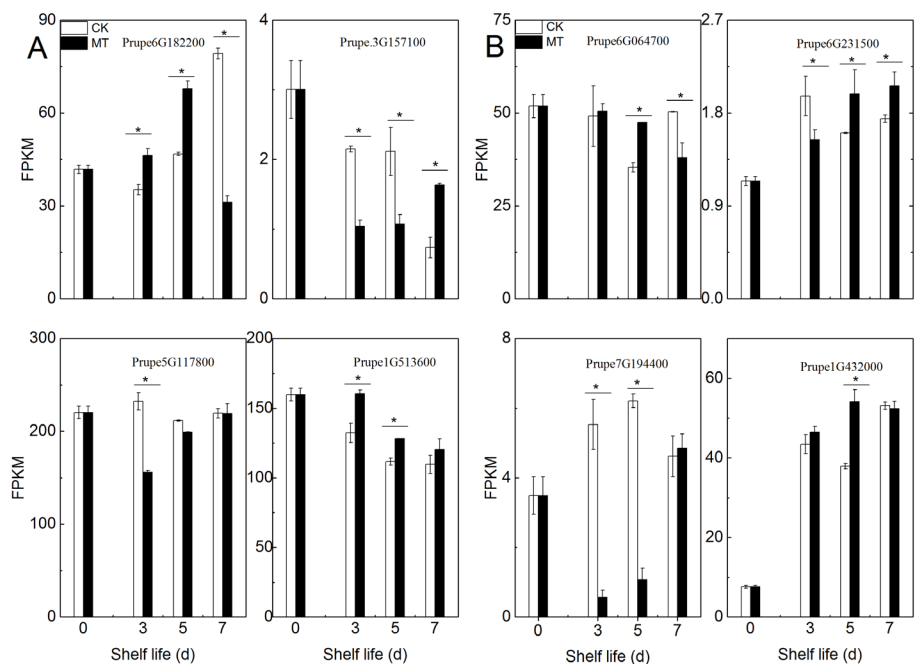 A
CK
MT
Prupe6G182200
*
*
*
90
60
30
0
FPKM
Prupe.3G157100
*
*
*
4
2
0
B
CK
MT
Prupe6G064700
*
*
75
50
25
0
FPKM
Prupe6G231500
*
*
*
2.7
1.8
0.9
0.0
Prupe5G117800
*
300
200
100
0
FPKM
0 3 5 7
Shelf life (d)
Prupe1G513600
*
*
200
150
100
50
0
0 3 5 7
Shelf life (d)
Prupe7G194400
*
*
8
4
0
FPKM
0 3 5 7
Shelf life (d)
Prupe1G432000
*
60
40
20
0
0 3 5 7
Shelf life (d)